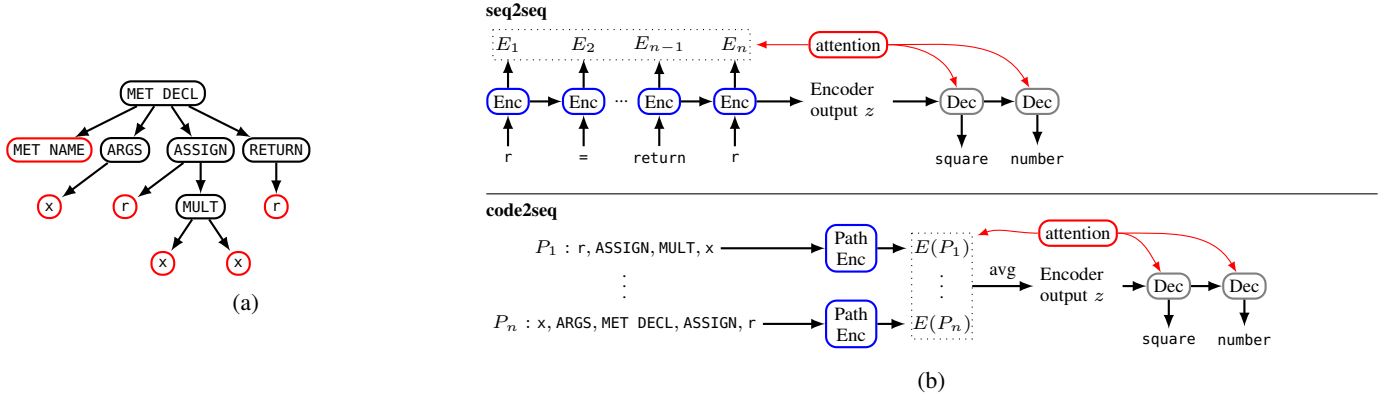 MET DECL
MET NAME ARGS ASSIGN RETURN
x r MULT r
x x
(a)
seq2seq
E₁ E₂ Eₙ₋₁ Eₙ attention
Enc Enc ... Enc Enc Encoder output z Dec Dec
r = return r square number
code2seq
attention
P₁ : r, ASSIGN, MULT, x Path Enc E(P₁)
⋮ ⋮ avg Encoder output z Dec Dec
Pₙ : x, ARGS, MET DECL, ASSIGN, r Path Enc E(Pₙ) square number
(b)